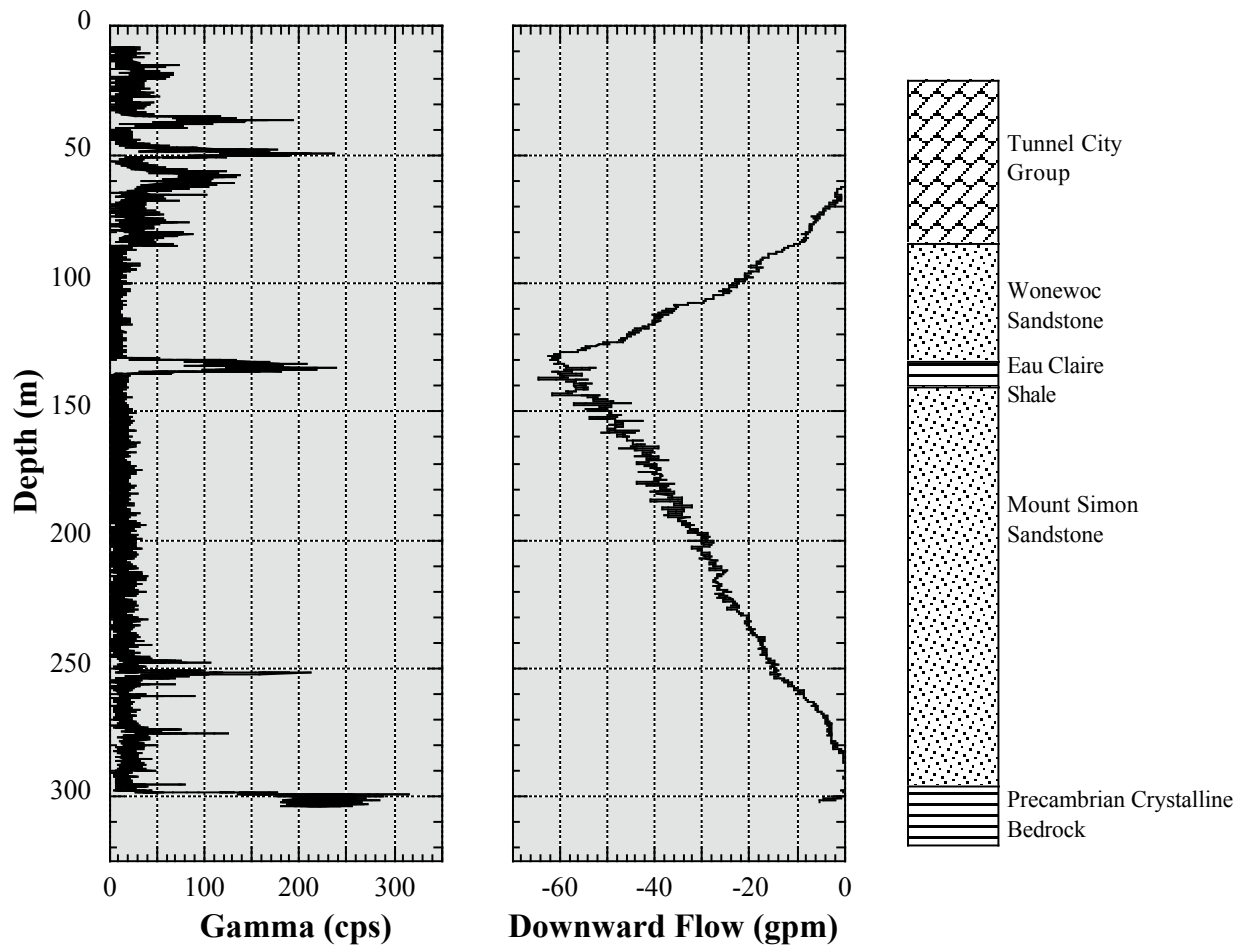 0
50
100
150
200
250
300
Depth (m)
0
100
200
300
Gamma (cps)
-60
-40
-20
0
Downward Flow (gpm)
Tunnel City
Group
Wonewoc
Sandstone
Eau Claire
Shale
Mount Simon
Sandstone
Precambrian Crystalline
Bedrock